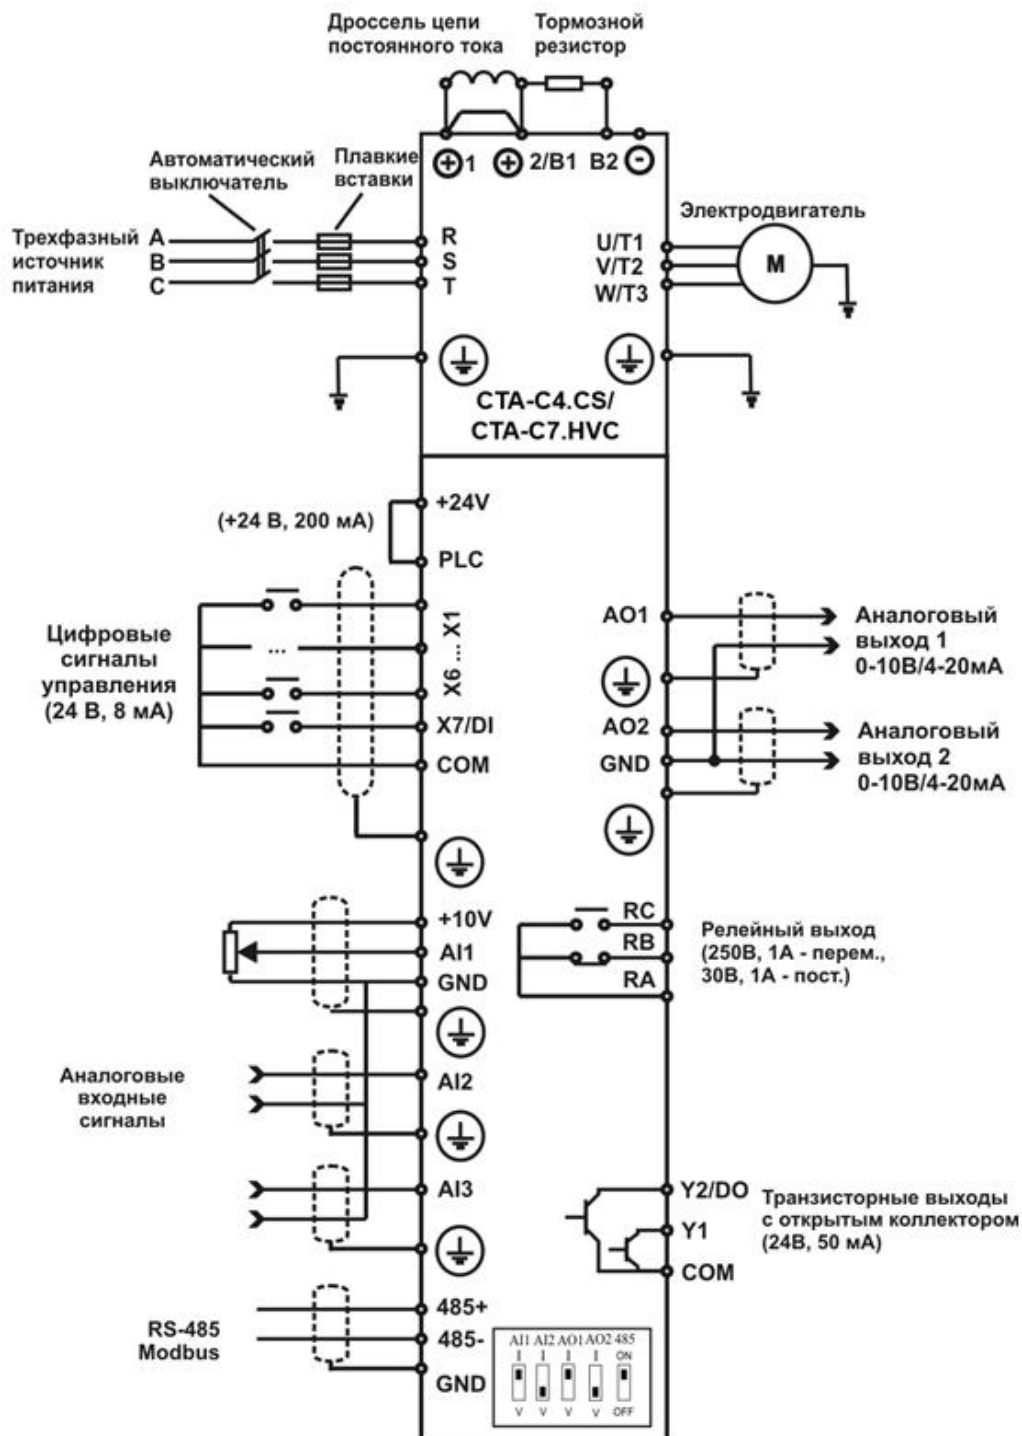 Дроссель цепи
постоянного тока
Тормозной
резистор
Автоматический
выключатель
Плавкие
вставки
+ 1
+ 2/B1
B2
-
Трехфазный
источник
питания
A
B
C
R
S
T
Электродвигатель
U/T1
V/T2
W/T3
M
CTA-C4.CS/
CTA-C7.HVC
+24V
(+24 В, 200 мА)
PLC
Цифровые
сигналы
управления
(24 В, 8 мА)
...
X6 ... X1
X7/DI
COM
AO1
Аналоговый
выход 1
0-10В/4-20мА
AO2
GND
Аналоговый
выход 2
0-10В/4-20мА
+10V
AI1
GND
RC
RB
RA
Релейный выход
(250В, 1А - перем.,
30В, 1А - пост.)
Аналоговые
входные
сигналы
AI2
AI3
Y2/DO
Y1
COM
Транзисторные выходы
с открытым коллектором
(24В, 50 мА)
RS-485
Modbus
485+
485-
GND
AI1 AI2 AO1 AO2 485
I I I I ON
V V V V OFF